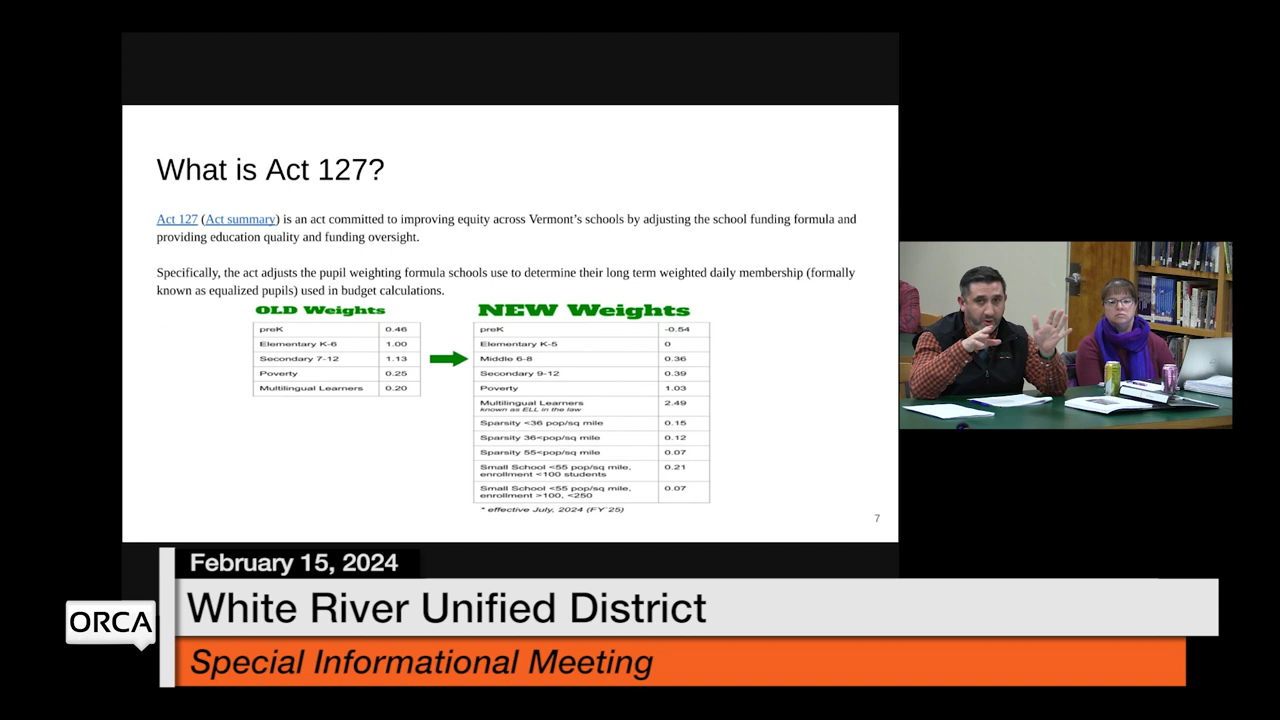 What is Act 127?
Act 127 (Act summary) is an act committed to improving equity across Vermont's schools by adjusting the school funding formula and
providing education quality and funding oversight.
Specifically, the act adjusts the pupil weighting formula schools use to determine their long term weighted daily membership (formally
known as equalized pupils) used in budget calculations.
OLD Weights
preK 0.46
Elementary K-6 1.00
Secondary 7-12 1.13
Poverty 0.25
Multilingual Learners 0.20
NEW Weights
preK -0.54
Elementary K-5 0
Middle 6-8 0.36
Secondary 9-12 0.39
Poverty 1.03
Multilingual Learners 2.49
known as ELL in the law
Sparsity <36 pop/sq mile 0.15
Sparsity 36<pop/sq mile 0.12
Sparsity 55<pop/sq mile 0.07
Small School <55 pop/sq mile, 0.21
enrollment <100 students
Small School <55 pop/sq mile, 0.07
enrollment >100, <250
* effective July, 2024 (FY'25)
7
February 15, 2024
ORCA
White River Unified District
Special Informational Meeting